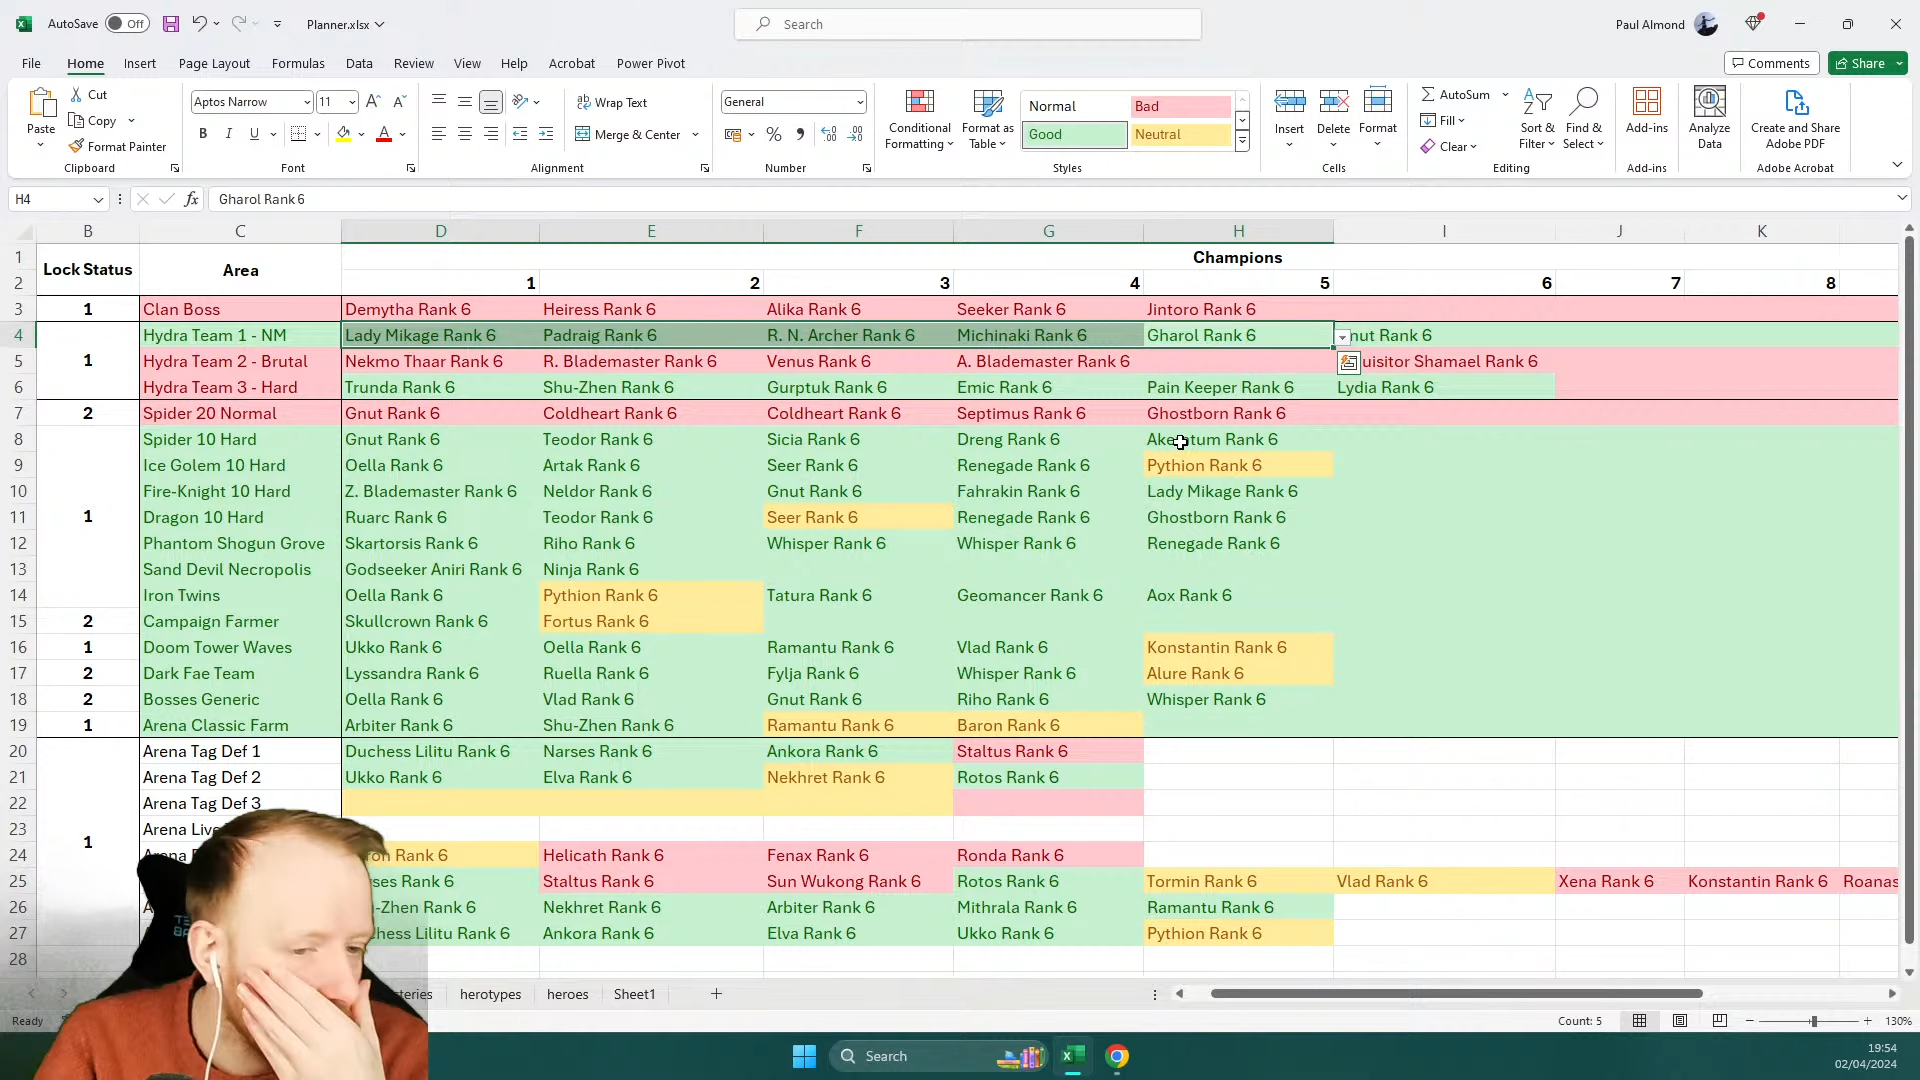 AutoSave Off Planner.xlsx Search Paul Almond
File Home Insert Page Layout Formulas Data Review View Help Acrobat Power Pivot Comments Share
Paste Cut Copy Format Painter Clipboard
Aptos Narrow 11 B I U A Font
Wrap Text Merge & Center Alignment
General % Number
Conditional Formatting Format as Table Normal Bad Good Neutral Styles
Insert Delete Format Cells
AutoSum Fill Clear Sort & Filter Find & Select Editing
Add-ins Add-ins
Analyze Data
Create and Share Adobe PDF Adobe Acrobat
H4 fx Gharol Rank 6
B C D E F G H I J K
1 Lock Status Area Champions
2 1 2 3 4 5 6 7 8
3 1 Clan Boss Demytha Rank 6 Heiress Rank 6 Alika Rank 6 Seeker Rank 6 Jintoro Rank 6
4 Hydra Team 1 - NM Lady Mikage Rank 6 Padraig Rank 6 R. N. Archer Rank 6 Michinaki Rank 6 Gharol Rank 6 nut Rank 6
5 1 Hydra Team 2 - Brutal Nekmo Thaar Rank 6 R. Blademaster Rank 6 Venus Rank 6 A. Blademaster Rank 6 uisitor Shamael Rank 6
6 Hydra Team 3 - Hard Trunda Rank 6 Shu-Zhen Rank 6 Gurptuk Rank 6 Emic Rank 6 Pain Keeper Rank 6 Lydia Rank 6
7 2 Spider 20 Normal Gnut Rank 6 Coldheart Rank 6 Coldheart Rank 6 Septimus Rank 6 Ghostborn Rank 6
8 Spider 10 Hard Gnut Rank 6 Teodor Rank 6 Sicia Rank 6 Dreng Rank 6 Rank 6
9 Ice Golem 10 Hard Oella Rank 6 Artak Rank 6 Seer Rank 6 Renegade Rank 6 Pythion Rank 6
10 Fire-Knight 10 Hard Z. Blademaster Rank 6 Neldor Rank 6 Gnut Rank 6 Fahrakin Rank 6 Lady Mikage Rank 6
11 1 Dragon 10 Hard Ruarc Rank 6 Teodor Rank 6 Seer Rank 6 Renegade Rank 6 Ghostborn Rank 6
12 Phantom Shogun Grove Skartorsis Rank 6 Riho Rank 6 Whisper Rank 6 Whisper Rank 6 Renegade Rank 6
13 Sand Devil Necropolis Godseeker Aniri Rank 6 Ninja Rank 6
14 Iron Twins Oella Rank 6 Pythion Rank 6 Tatura Rank 6 Geomancer Rank 6 Aox Rank 6
15 2 Campaign Farmer Skullcrown Rank 6 Fortus Rank 6
16 1 Doom Tower Waves Ukko Rank 6 Oella Rank 6 Ramantu Rank 6 Vlad Rank 6 Konstantin Rank 6
17 2 Dark Fae Team Lyssandra Rank 6 Ruella Rank 6 Fylja Rank 6 Whisper Rank 6 Alure Rank 6
18 2 Bosses Generic Oella Rank 6 Vlad Rank 6 Gnut Rank 6 Riho Rank 6 Whisper Rank 6
19 1 Arena Classic Farm Arbiter Rank 6 Shu-Zhen Rank 6 Ramantu Rank 6 Baron Rank 6
20 Arena Tag Def 1 Duchess Lilitu Rank 6 Narses Rank 6 Ankora Rank 6 Staltus Rank 6
21 Arena Tag Def 2 Ukko Rank 6 Elva Rank 6 Nekhret Rank 6 Rotos Rank 6
22 Arena Tag Def 3
23 Arena Live
24 1 Arena on Rank 6 Helicath Rank 6 Fenax Rank 6 Ronda Rank 6
25 ses Rank 6 Staltus Rank 6 Sun Wukong Rank 6 Rotos Rank 6 Tormin Rank 6 Vlad Rank 6 Xena Rank 6 Konstantin Rank 6 Roanas
26 -Zhen Rank 6 Nekhret Rank 6 Arbiter Rank 6 Mithrala Rank 6 Ramantu Rank 6
27 hess Lilitu Rank 6 Ankora Rank 6 Elva Rank 6 Ukko Rank 6 Pythion Rank 6
28
teries herotypes heroes Sheet1
Ready Count: 5 130%
Search 19:54
02/04/2024